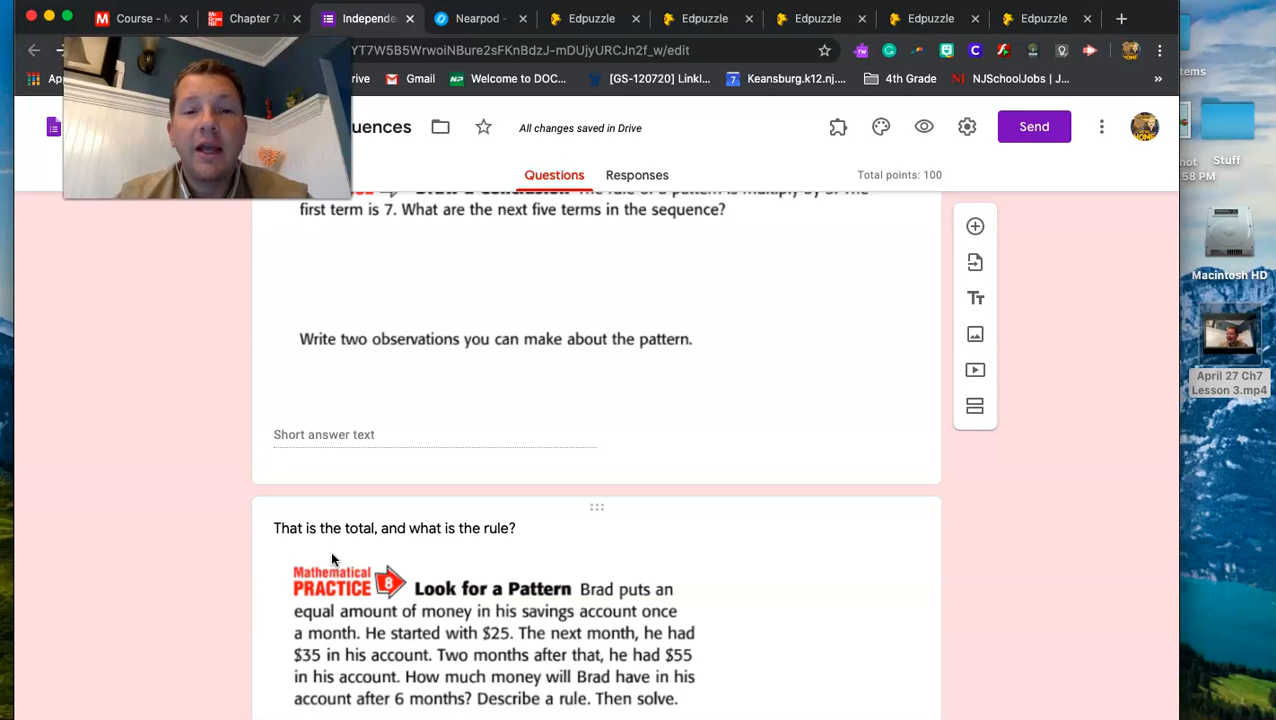 Course - M
Chapter 7
Independe
Nearpod -
Edpuzzle
Edpuzzle
Edpuzzle
Edpuzzle
Edpuzzle
YT7W5B5WrwoiNBure2sFKnBdzJ-mDUjyURCJn2f_w/edit
Ap
rive
Gmail
Welcome to DOC...
[GS-120720] Linkl...
Keansburg.k12.nj....
4th Grade
NJSchoolJobs | J...
uences
All changes saved in Drive
Send
Questions
Responses
Total points: 100
first term is 7. What are the next five terms in the sequence?
Write two observations you can make about the pattern.
Short answer text
That is the total, and what is the rule?
Mathematical
PRACTICE 8 Look for a Pattern Brad puts an
equal amount of money in his savings account once
a month. He started with $25. The next month, he had
$35 in his account. Two months after that, he had $55
in his account. How much money will Brad have in his
account after 6 months? Describe a rule. Then solve.
tems
hot
:58 PM
Stuff
Macintosh HD
April 27 Ch7
Lesson 3.mp4